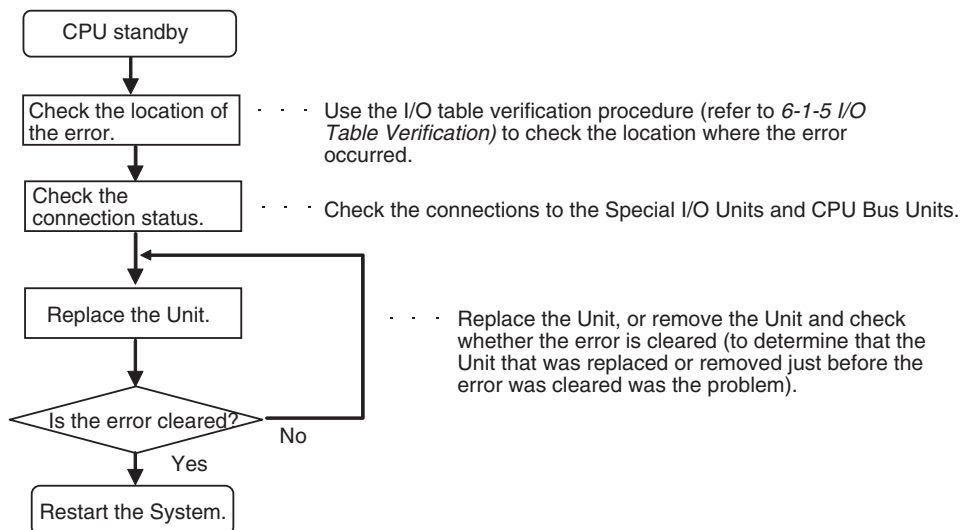 CPU standby
Check the location of
the error.
· · · Use the I/O table verification procedure (refer to 6-1-5 I/O
Table Verification) to check the location where the error
occurred.
Check the
connection status.
· · · Check the connections to the Special I/O Units and CPU Bus Units.
Replace the Unit.
· · · Replace the Unit, or remove the Unit and check
whether the error is cleared (to determine that the
Unit that was replaced or removed just before the
error was cleared was the problem).
Is the error cleared?
No
Yes
Restart the System.